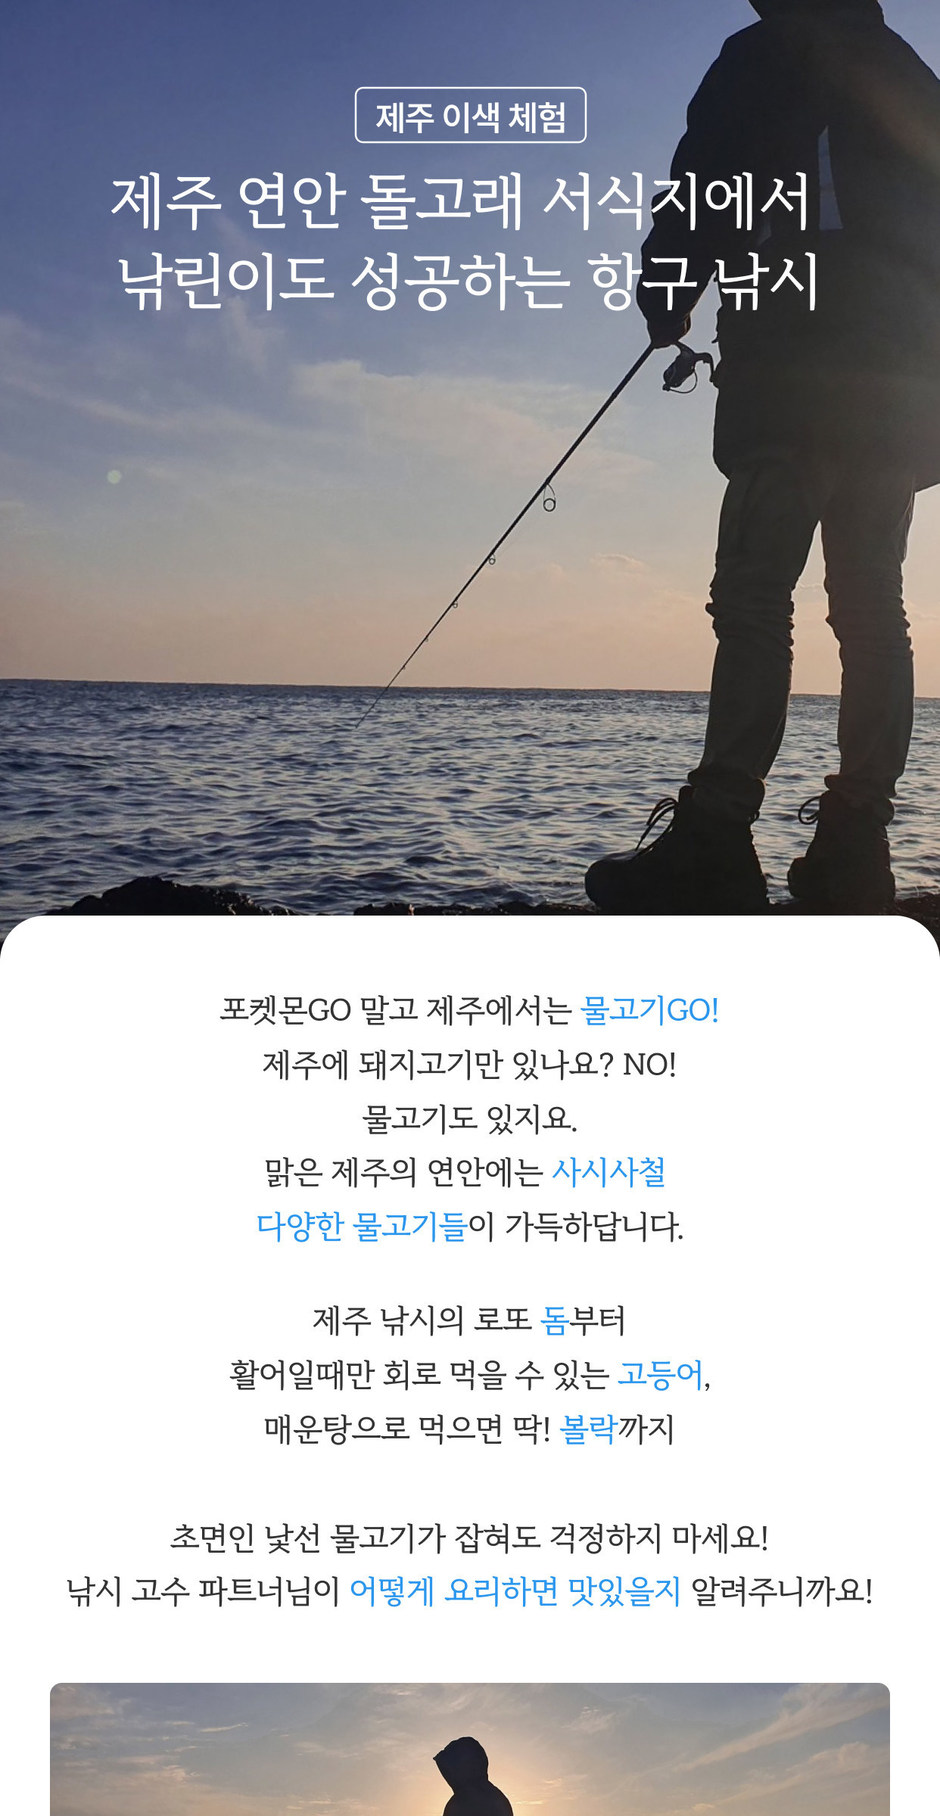 제주 이색 체험
제주 연안 돌고래 서식지에서
낚린이도 성공하는 항구 낚시
포켓몬GO 말고 제주에서는 물고기GO!
제주에 돼지고기만 있나요? NO!
물고기도 있지요.
맑은 제주의 연안에는 사시사철
다양한 물고기들이 가득하답니다.
제주 낚시의 로또 돔부터
활어일때만 회로 먹을 수 있는 고등어,
매운탕으로 먹으면 딱! 볼락까지
초면인 낯선 물고기가 잡혀도 걱정하지 마세요!
낚시 고수 파트너님이 어떻게 요리하면 맛있을지 알려주니까요!